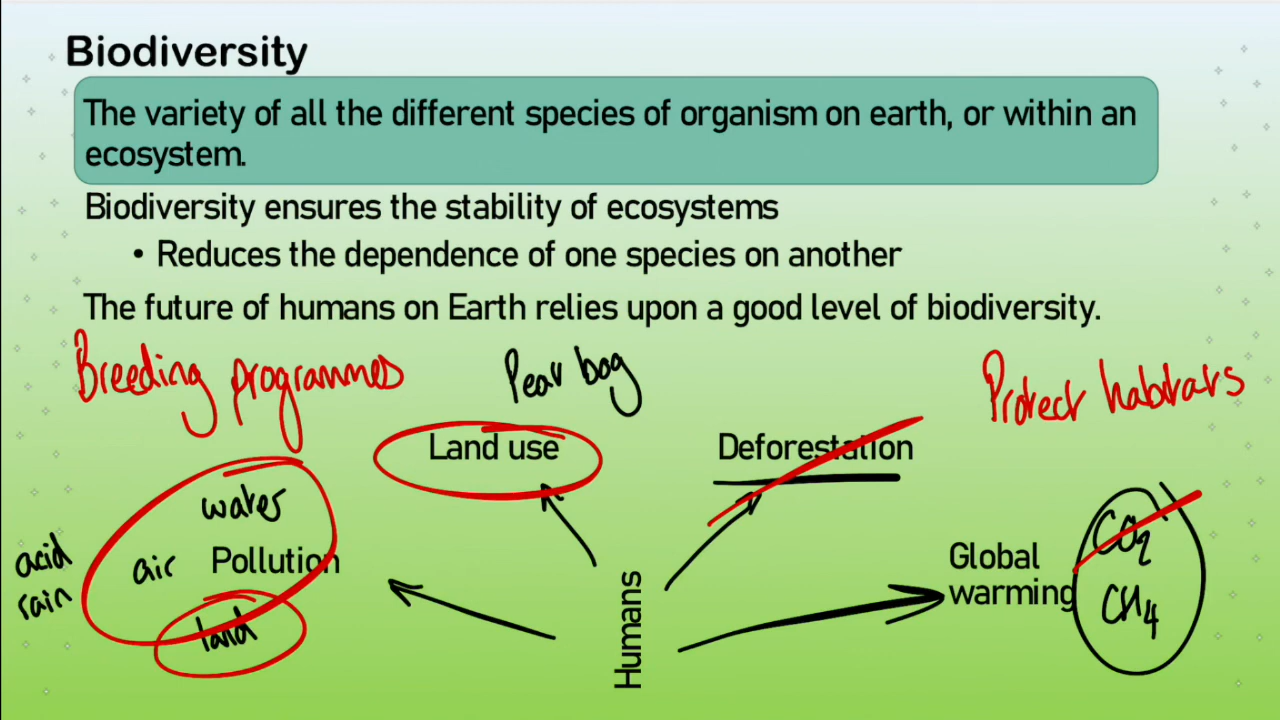 Biodiversity
The variety of all the different species of organism on earth, or within an
ecosystem.
Biodiversity ensures the stability of ecosystems
• Reduces the dependence of one species on another
The future of humans on Earth relies upon a good level of biodiversity.
Breeding programmes
Peat bog
Protect habitats
Land use
Deforestation
water
acid
rain
air Pollution
land
Humans
Global
warming
CO2
CH4